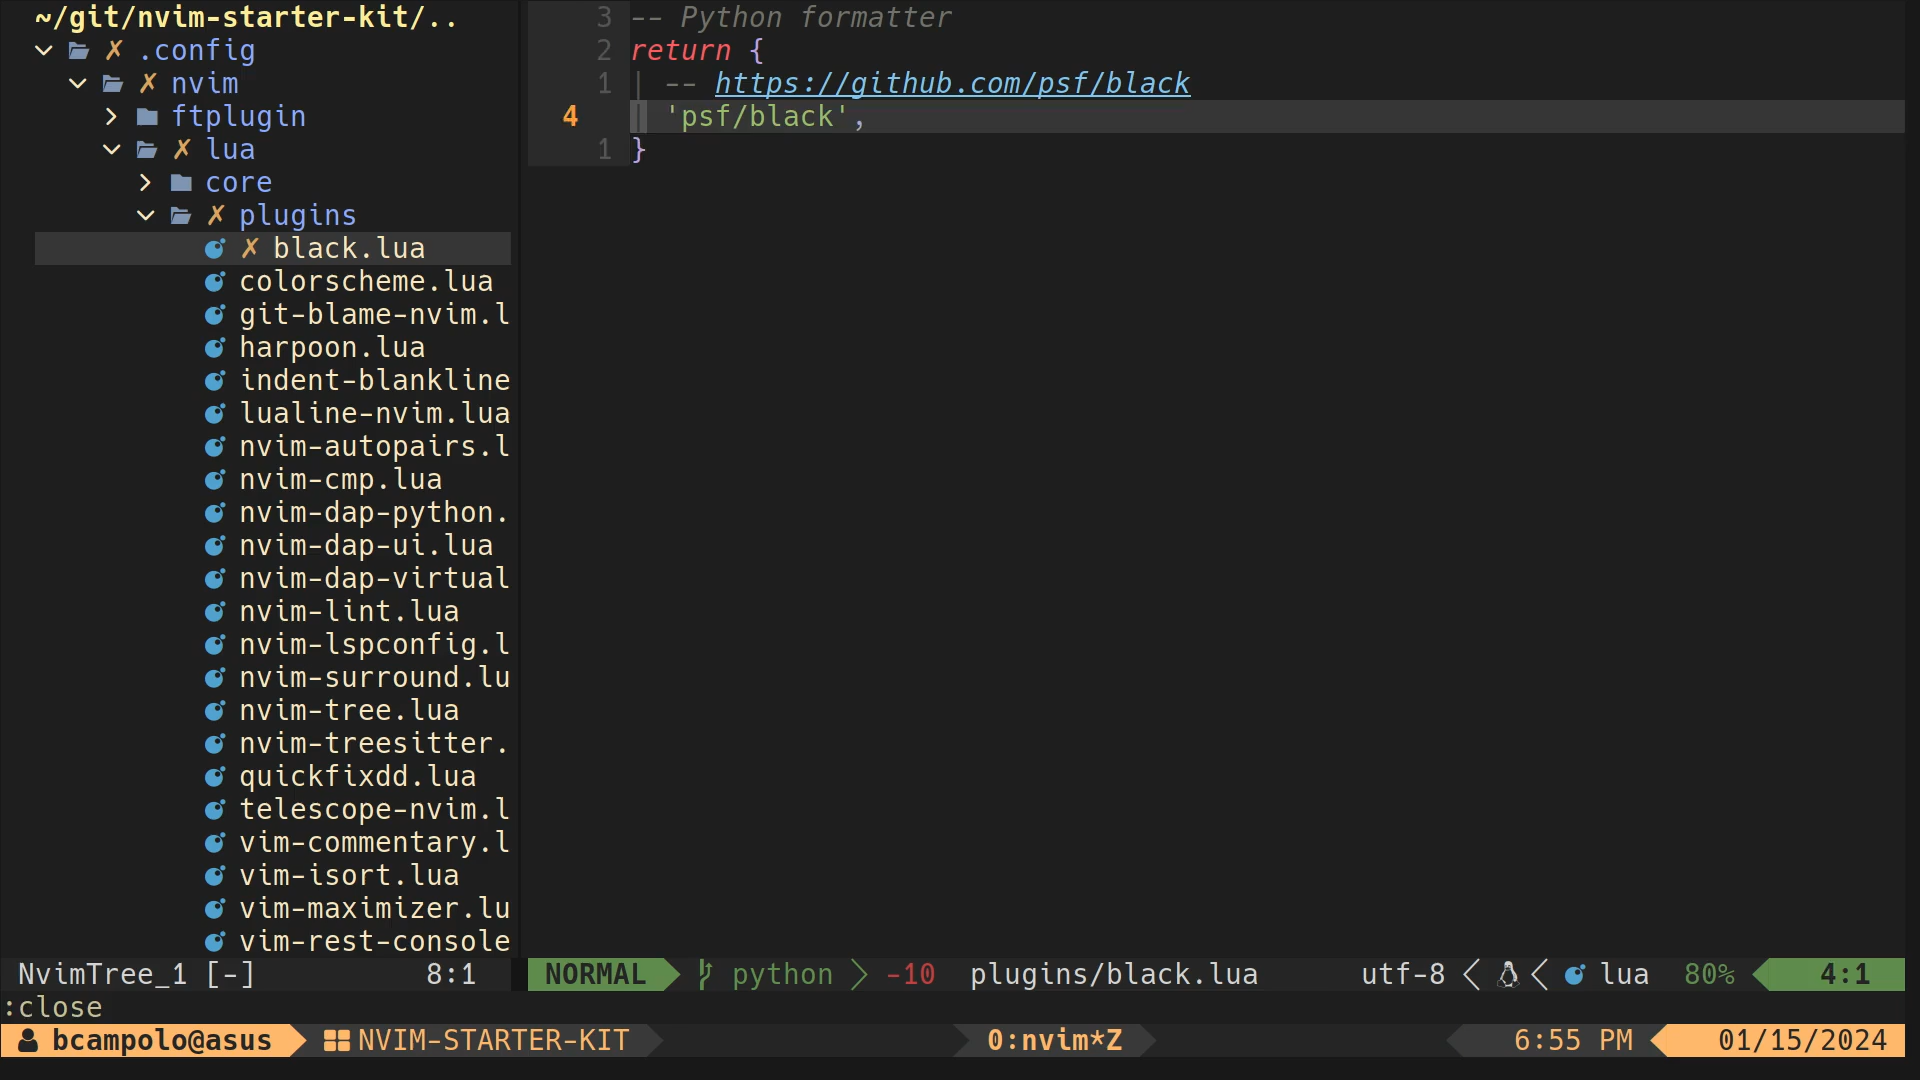 ~/git/nvim-starter-kit/..
✗ .config
✗ nvim
ftplugin
✗ lua
core
✗ plugins
✗ black.lua
colorscheme.lua
git-blame-nvim.l
harpoon.lua
indent-blankline
lualine-nvim.lua
nvim-autopairs.l
nvim-cmp.lua
nvim-dap-python.
nvim-dap-ui.lua
nvim-dap-virtual
nvim-lint.lua
nvim-lspconfig.l
nvim-surround.lu
nvim-tree.lua
nvim-treesitter.
quickfixdd.lua
telescope-nvim.l
vim-commentary.l
vim-isort.lua
vim-maximizer.lu
vim-rest-console
NvimTree_1 [-] 8:1
3 -- Python formatter
2 return {
1 -- https://github.com/psf/black
4 'psf/black',
1 }
NORMAL python -10 plugins/black.lua utf-8 lua 80% 4:1
:close
bcampolo@asus NVIM-STARTER-KIT 0:nvim*Z 6:55 PM 01/15/2024